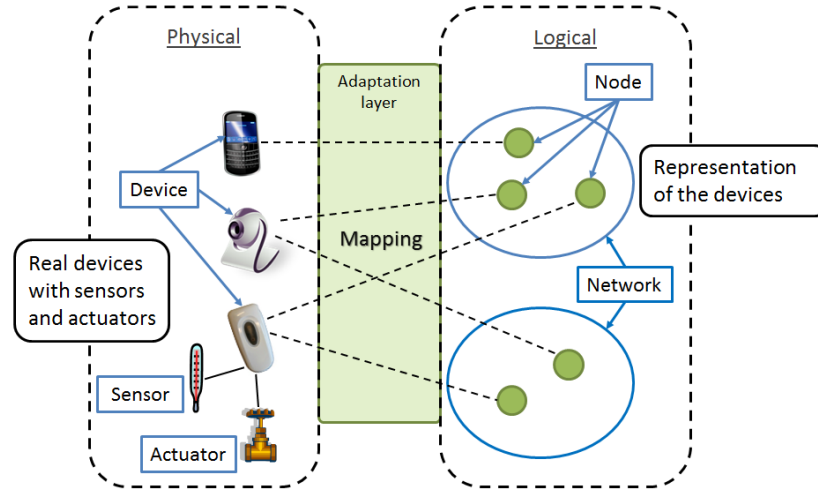 Physical
Logical
Adaptation
layer
Node
Device
Representation
of the devices
Mapping
Real devices
with sensors
and actuators
Network
Sensor
Actuator